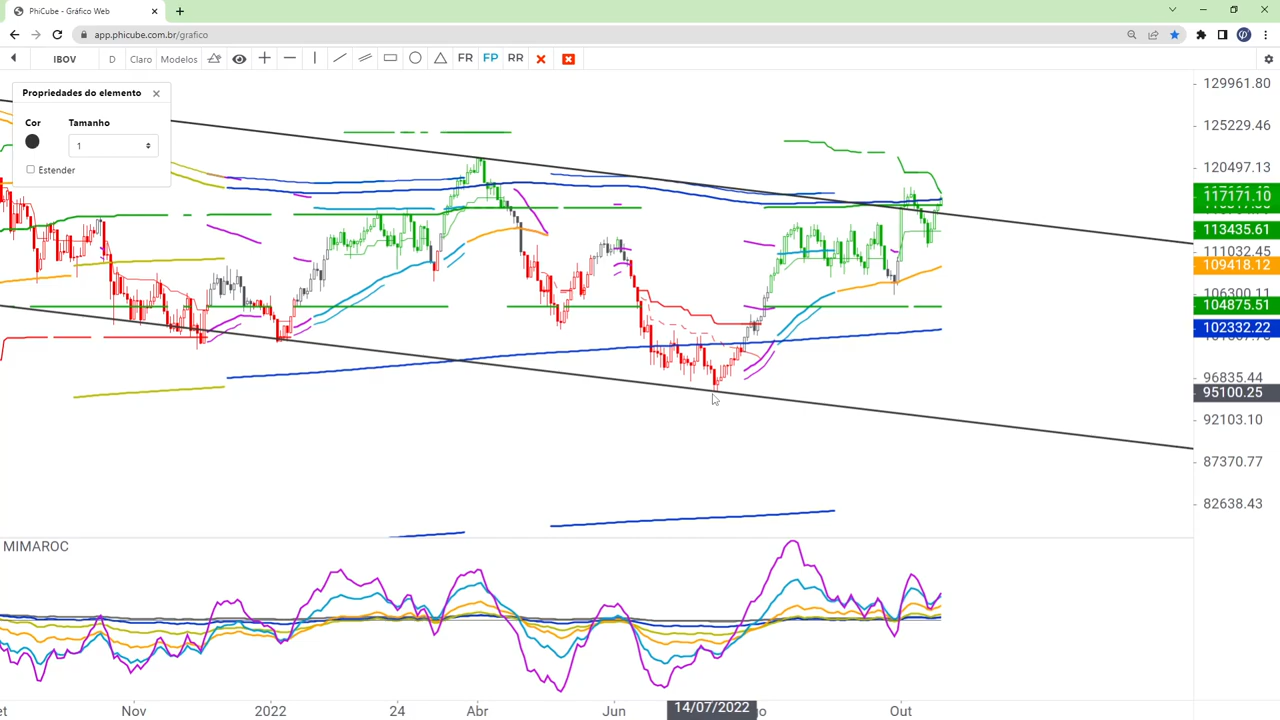 PhiCube - Gráfico Web
app.phicube.com.br/grafico
IBOV D Claro Modelos FR FP RR
Propriedades do elemento
Cor Tamanho
1
Estender
129961.80
125229.46
120497.13
117171.10
113435.61
111032.45
109418.12
106300.11
104875.51
102332.22
96835.44
95100.25
92103.10
87370.77
82638.43
MIMAROC
Nov 2022 24 Abr Jun 14/07/2022 Out